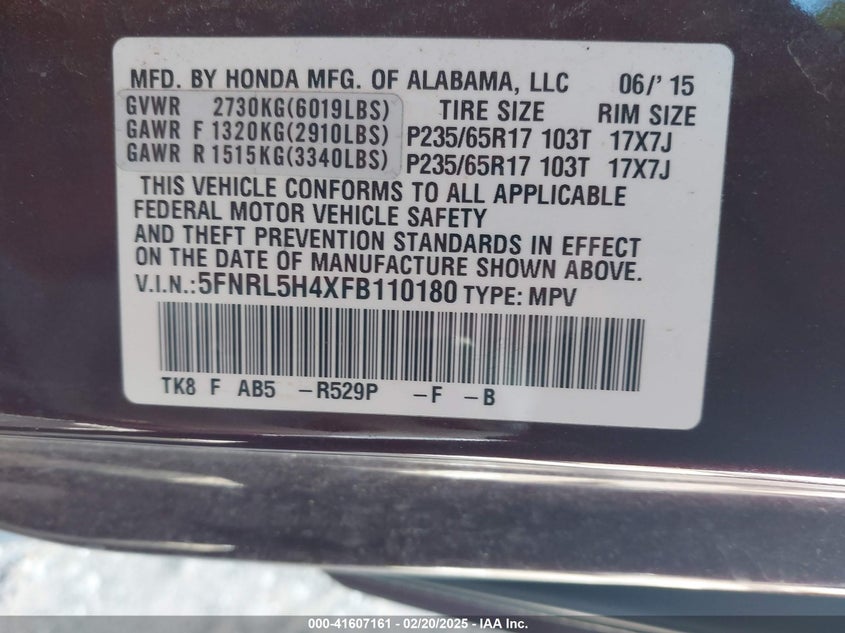 MFD. BY HONDA MFG. OF ALABAMA, LLC 06/' 15
GVWR 2730KG(6019LBS) TIRE SIZE RIM SIZE
GAWR F 1320KG(2910LBS) P235/65R17 103T 17X7J
GAWR R 1515KG(3340LBS) P235/65R17 103T 17X7J
THIS VEHICLE CONFORMS TO ALL APPLICABLE
FEDERAL MOTOR VEHICLE SAFETY
AND THEFT PREVENTION STANDARDS IN EFFECT
ON THE DATE OF MANUFACTURE SHOWN ABOVE.
V.I.N.:5FNRL5H4XFB110180 TYPE: MPV
TK8 F AB5 -R529P -F -B
000-41607161 - 02/20/2025 - IAA Inc.